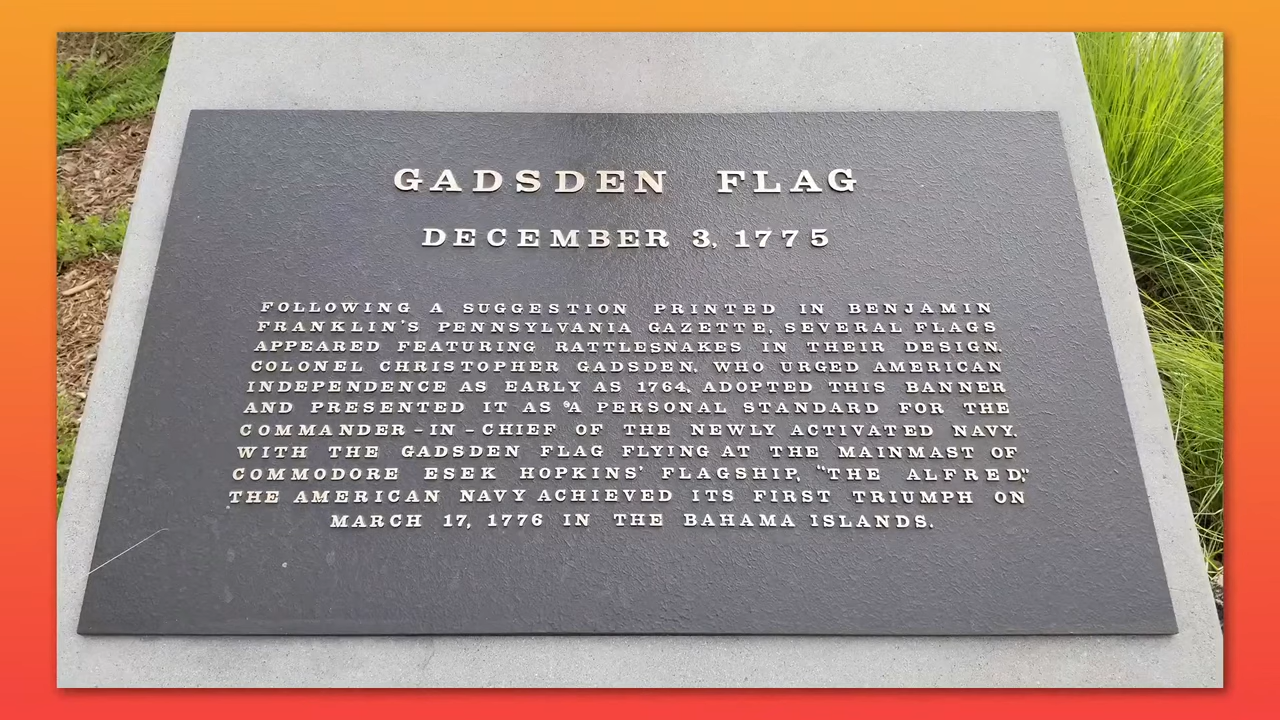 GADSDEN FLAG
DECEMBER 3, 1775
FOLLOWING A SUGGESTION PRINTED IN BENJAMIN
FRANKLIN'S PENNSYLVANIA GAZETTE, SEVERAL FLAGS
APPEARED FEATURING RATTLESNAKES IN THEIR DESIGN.
COLONEL CHRISTOPHER GADSDEN, WHO URGED AMERICAN
INDEPENDENCE AS EARLY AS 1764, ADOPTED THIS BANNER
AND PRESENTED IT AS "A PERSONAL STANDARD FOR THE
COMMANDER-IN-CHIEF OF THE NEWLY ACTIVATED NAVY.
WITH THE GADSDEN FLAG FLYING AT THE MAINMAST OF
COMMODORE ESEK HOPKINS' FLAGSHIP, "THE ALFRED,"
THE AMERICAN NAVY ACHIEVED ITS FIRST TRIUMPH ON
MARCH 17, 1776 IN THE BAHAMA ISLANDS.